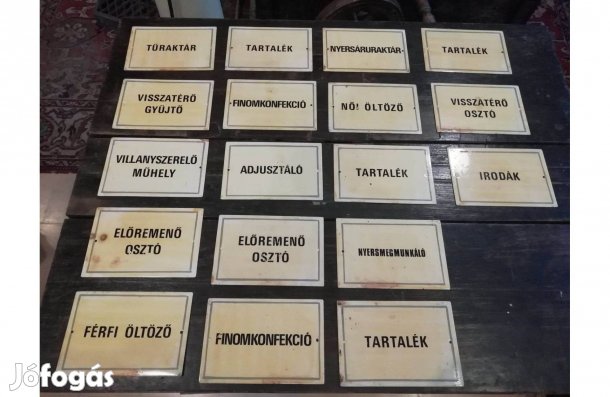 TŰRAKTÁR
TARTALÉK
NYERSÁRURAKTÁR
TARTALÉK
VISSZATÉRŐ
GYŰJTŐ
FINOMKONFEKCIÓ
NŐI ÖLTÖZŐ
VISSZATÉRŐ
OSZTÓ
VILLANYSZERELŐ
MŰHELY
ADJUSZTÁLÓ
TARTALÉK
IRODÁK
ELŐREMENŐ
OSZTÓ
ELŐREMENŐ
OSZTÓ
NYERSMEGMUNKÁLÓ
FÉRFI ÖLTÖZŐ
FINOMKONFEKCIÓ
TARTALÉK
Jófogás